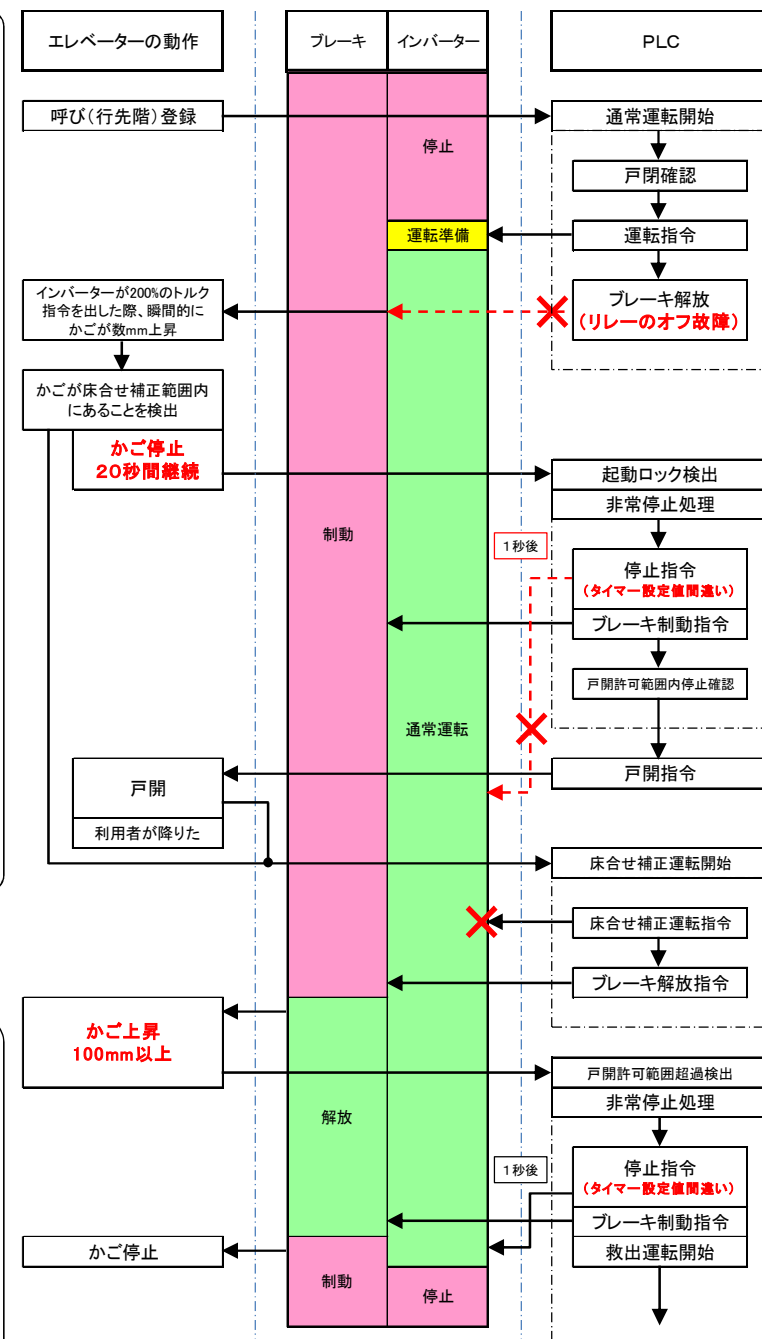 エレベーターの動作
ブレーキ
インバーター
PLC
呼び(行先階)登録
通常運転開始
停止
戸閉確認
運転準備
運転指令
インバーターが200%のトルク
指令を出した際、瞬間的に
かごが数mm上昇
ブレーキ解放
(リレーのオフ故障)
かごが床合せ補正範囲内
にあることを検出
かご停止
20秒間継続
起動ロック検出
非常停止処理
制動
1秒後
停止指令
(タイマー設定値間違い)
ブレーキ制動指令
戸開許可範囲内停止確認
通常運転
戸開指令
戸開
利用者が降りた
床合せ補正運転開始
床合せ補正運転指令
ブレーキ解放指令
かご上昇
100mm以上
戸開許可範囲超過検出
非常停止処理
解放
1秒後
停止指令
(タイマー設定値間違い)
ブレーキ制動指令
かご停止
救出運転開始
制動
停止